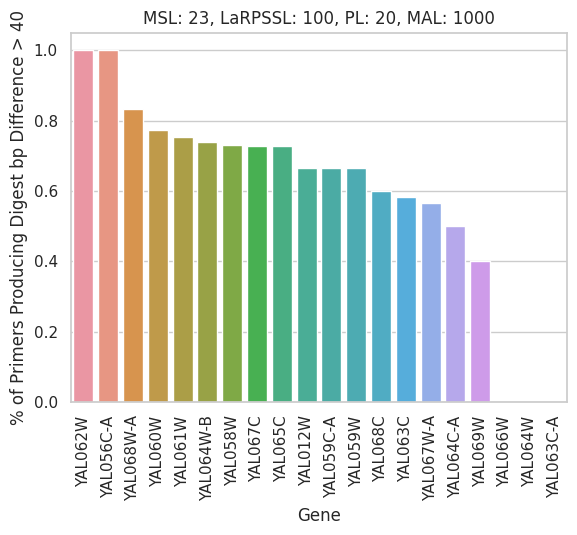 MSL: 23, LaRPSSL: 100, PL: 20, MAL: 1000
% of Primers Producing Digest bp Difference > 40
1.0
0.8
0.6
0.4
0.2
0.0
YAL062W
YAL056C-A
YAL068W-A
YAL060W
YAL061W
YAL064W-B
YAL058W
YAL067C
YAL065C
YAL012W
YAL059C-A
YAL059W
YAL068C
YAL063C
YAL067W-A
YAL064C-A
YAL069W
YAL066W
YAL064W
YAL063C-A
Gene